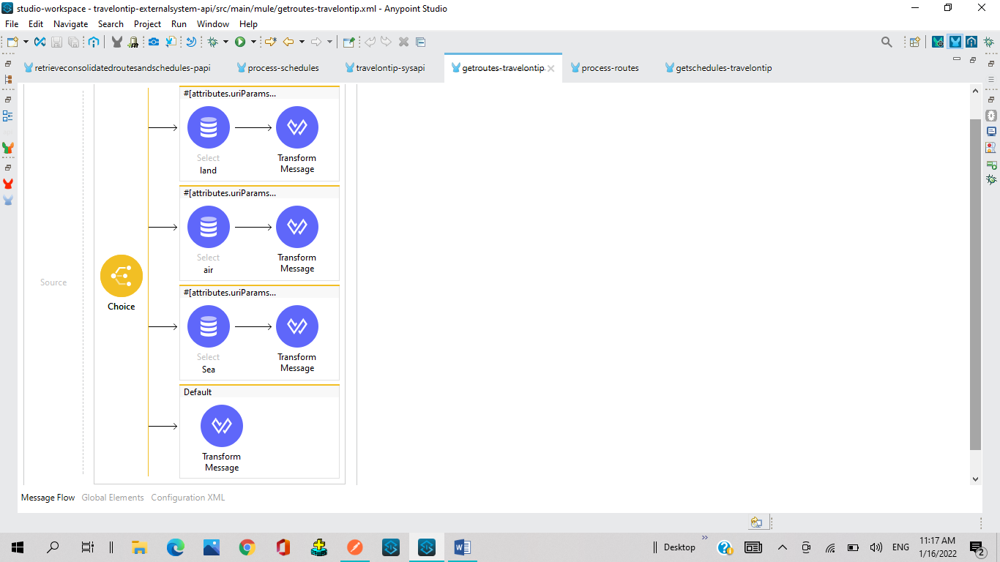 studio-workspace - travelontip-externalsystem-api/src/main/mule/getroutes-travelontip.xml - Anypoint Studio
File Edit Navigate Search Project Run Window Help
retrieveconsolidatedroutesandschedules-papi process-schedules travelontip-sysapi getroutes-travelontip process-routes getschedules-travelontip
#[attributes.uriParams...
Select
land
Transform
Message
#[attributes.uriParams...
Select
air
Transform
Message
Source
Choice
#[attributes.uriParams...
Select
Sea
Transform
Message
Default
Transform
Message
Message Flow Global Elements Configuration XML
Desktop
ENG
11:17 AM
1/16/2022
2